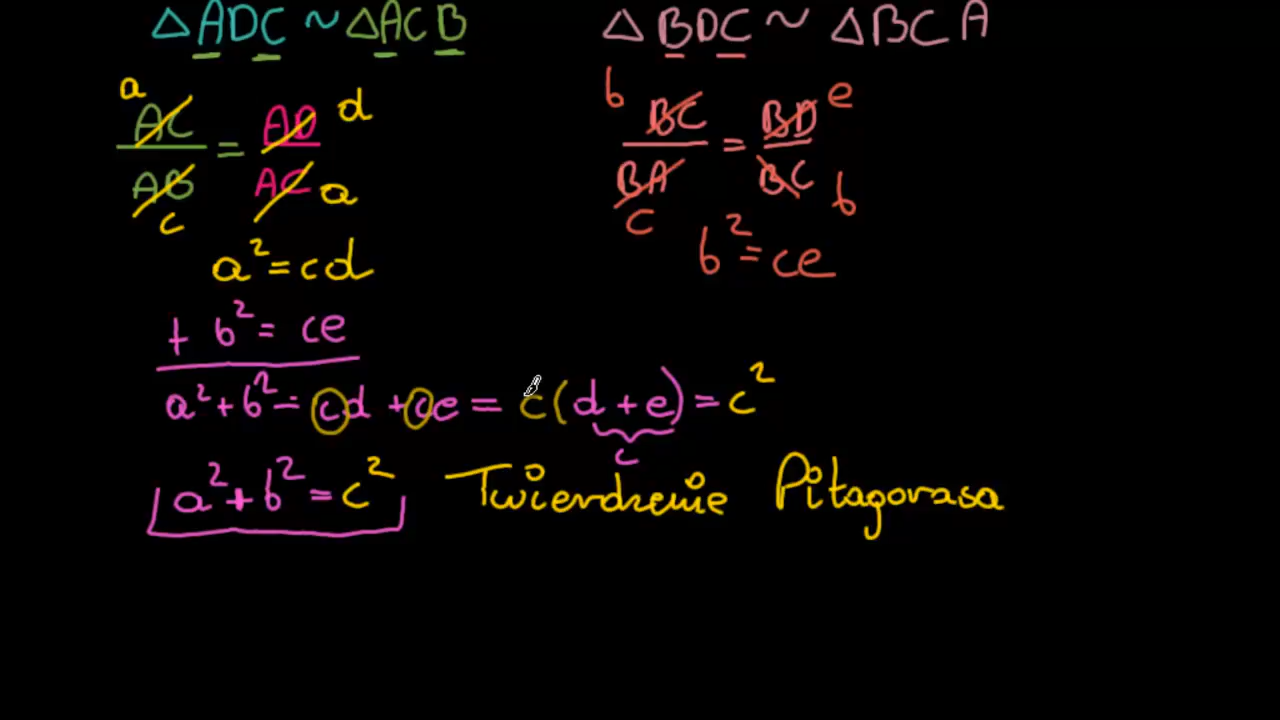 △ADC ~ △ACB
△BDC ~ △BCA
a AC / AB c = AD d / AC a
b BC / BA c = BD e / BC b
a² = cd
b² = ce
+ b² = ce
a² + b² = cd + ce = c(d + e) = c²
c
a² + b² = c² Twierdzenie Pitagorasa